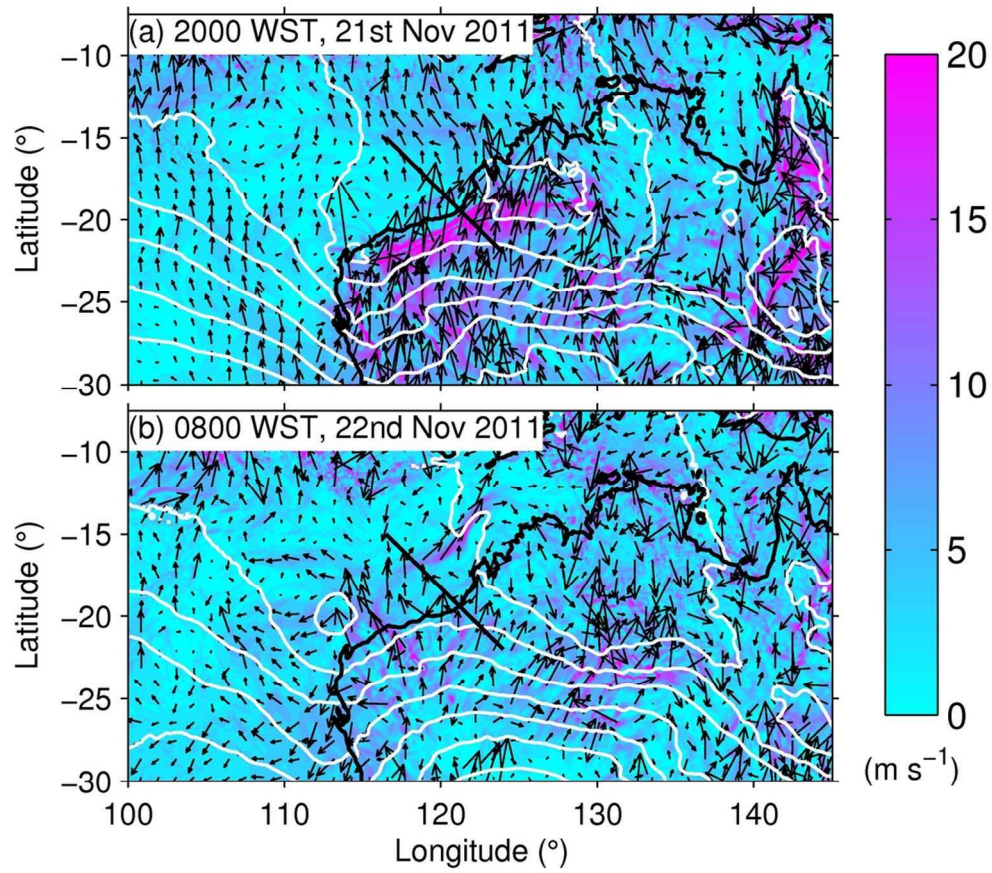 (a) 2000 WST, 21st Nov 2011
−10
−15
−20
−25
−30
Latitude (°)
(b) 0800 WST, 22nd Nov 2011
−10
−15
−20
−25
−30
Latitude (°)
100 110 120 130 140
Longitude (°)
20
15
10
5
0
(m s⁻¹)